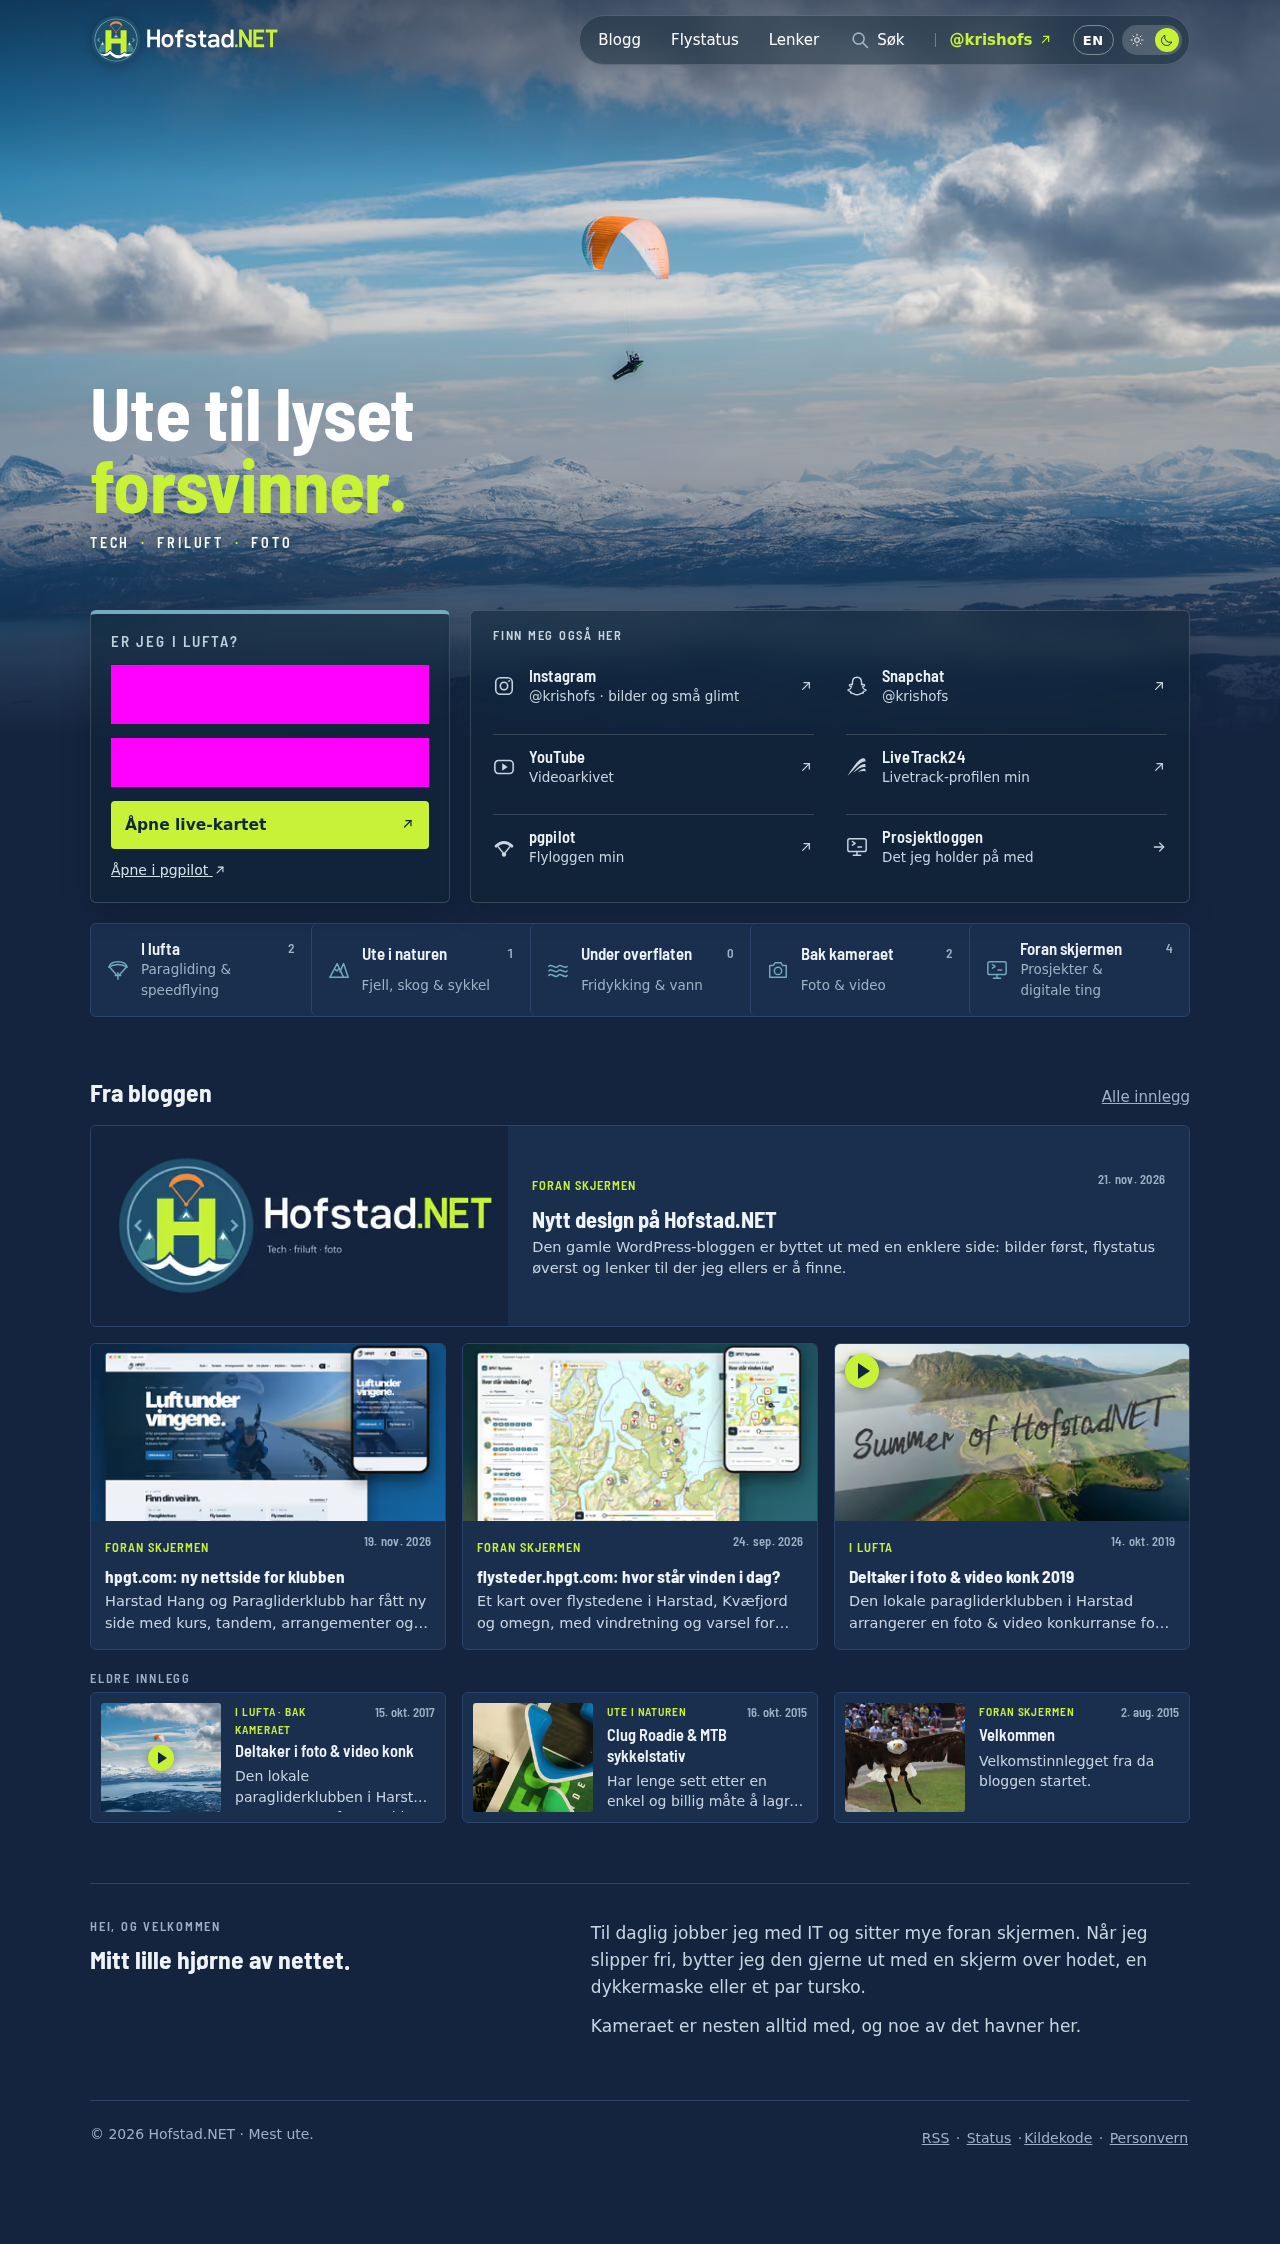 Hofstad.NET
Blogg
Flystatus
Lenker
Søk
@krishofs ↗
EN
Ute til lyset
forsvinner.
TECH · FRILUFT · FOTO
ER JEG I LUFTA?
Åpne live-kartet ↗
Åpne i pgpilot ↗
FINN MEG OGSÅ HER
Instagram
@krishofs · bilder og små glimt
Snapchat
@krishofs
YouTube
Videoarkivet
LiveTrack24
Livetrack-profilen min
pgpilot
Flyloggen min
Prosjektloggen
Det jeg holder på med
I lufta 2
Paragliding &
speedflying
Ute i naturen 1
Fjell, skog & sykkel
Under overflaten 0
Fridykking & vann
Bak kameraet 2
Foto & video
Foran skjermen 4
Prosjekter &
digitale ting
Fra bloggen
Alle innlegg
Hofstad.NET
Tech · friluft · foto
FORAN SKJERMEN
21. nov. 2026
Nytt design på Hofstad.NET
Den gamle WordPress-bloggen er byttet ut med en enklere side: bilder først, flystatus
øverst og lenker til der jeg ellers er å finne.
Luft under
vingene.
Luft under
vingene.
Finn din vei inn.
FORAN SKJERMEN
19. nov. 2026
hpgt.com: ny nettside for klubben
Harstad Hang og Paragliderklubb har fått ny
side med kurs, tandem, arrangementer og…
Hvor står vinden i dag?
Hvor står vinden i dag?
FORAN SKJERMEN
24. sep. 2026
flysteder.hpgt.com: hvor står vinden i dag?
Et kart over flystedene i Harstad, Kvæfjord
og omegn, med vindretning og varsel for…
Summer of HofstadNET
I LUFTA
14. okt. 2019
Deltaker i foto & video konk 2019
Den lokale paragliderklubben i Harstad
arrangerer en foto & video konkurranse fo…
ELDRE INNLEGG
I LUFTA · BAK
KAMERAET
15. okt. 2017
Deltaker i foto & video konk
Den lokale
paragliderklubben i Harst…
UTE I NATUREN
16. okt. 2015
Clug Roadie & MTB
sykkelstativ
Har lenge sett etter en
enkel og billig måte å lagr…
FORAN SKJERMEN
2. aug. 2015
Velkommen
Velkomstinnlegget fra da
bloggen startet.
HEI, OG VELKOMMEN
Mitt lille hjørne av nettet.
Til daglig jobber jeg med IT og sitter mye foran skjermen. Når jeg
slipper fri, bytter jeg den gjerne ut med en skjerm over hodet, en
dykkermaske eller et par tursko.
Kameraet er nesten alltid med, og noe av det havner her.
© 2026 Hofstad.NET · Mest ute.
RSS · Status · Kildekode · Personvern